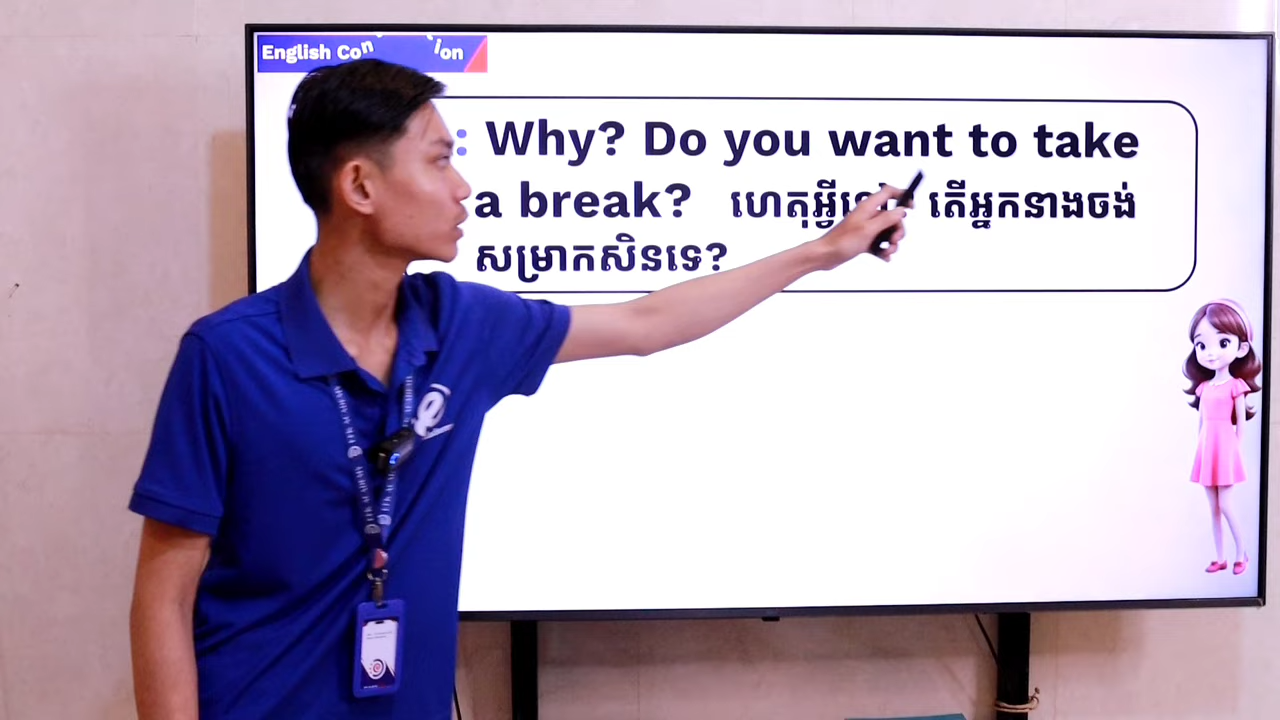 English Con ion
: Why? Do you want to take
a break? ហេតុអ្វី តើអ្នកនាងចង់
សម្រាកសិនទេ?